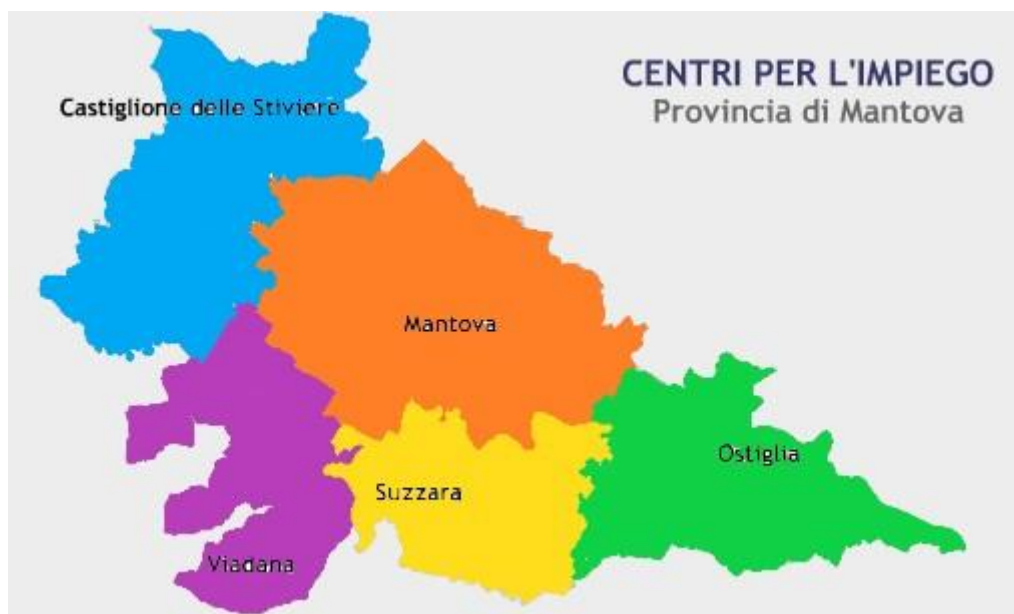 CENTRI PER L'IMPIEGO
Provincia di Mantova
Castiglione delle Stiviere
Mantova
Ostiglia
Suzzara
Viadana